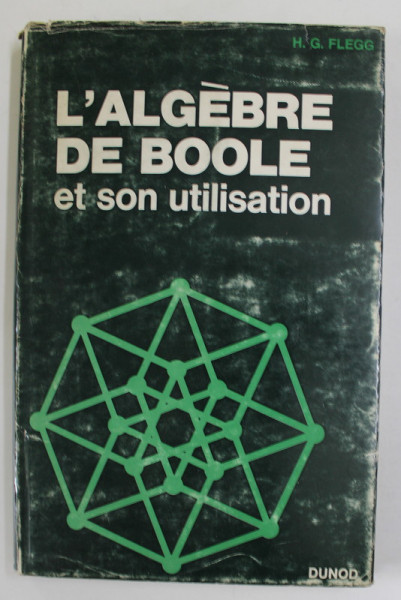 H. G. FLEGG
L'ALGÈBRE
DE BOOLE
et son utilisation
DUNOD